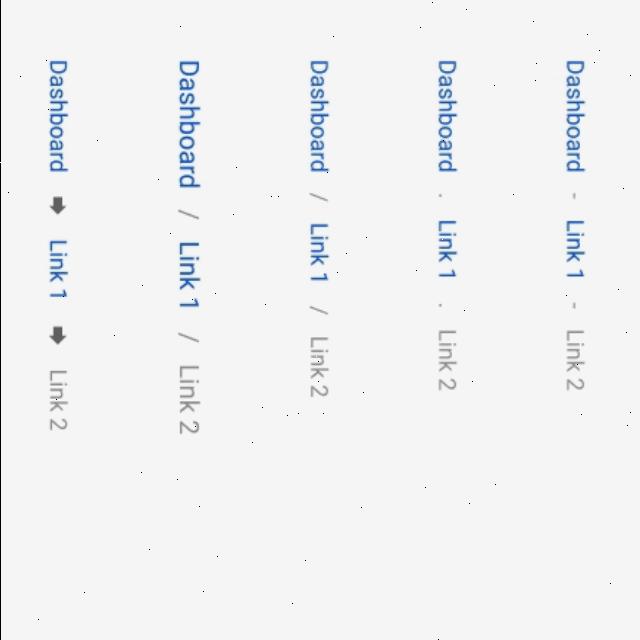 Dashboard - Link 1 - Link 2
Dashboard . Link 1 . Link 2
Dashboard / Link 1 / Link 2
Dashboard / Link 1 / Link 2
Dashboard ➡ Link 1 ➡ Link 2